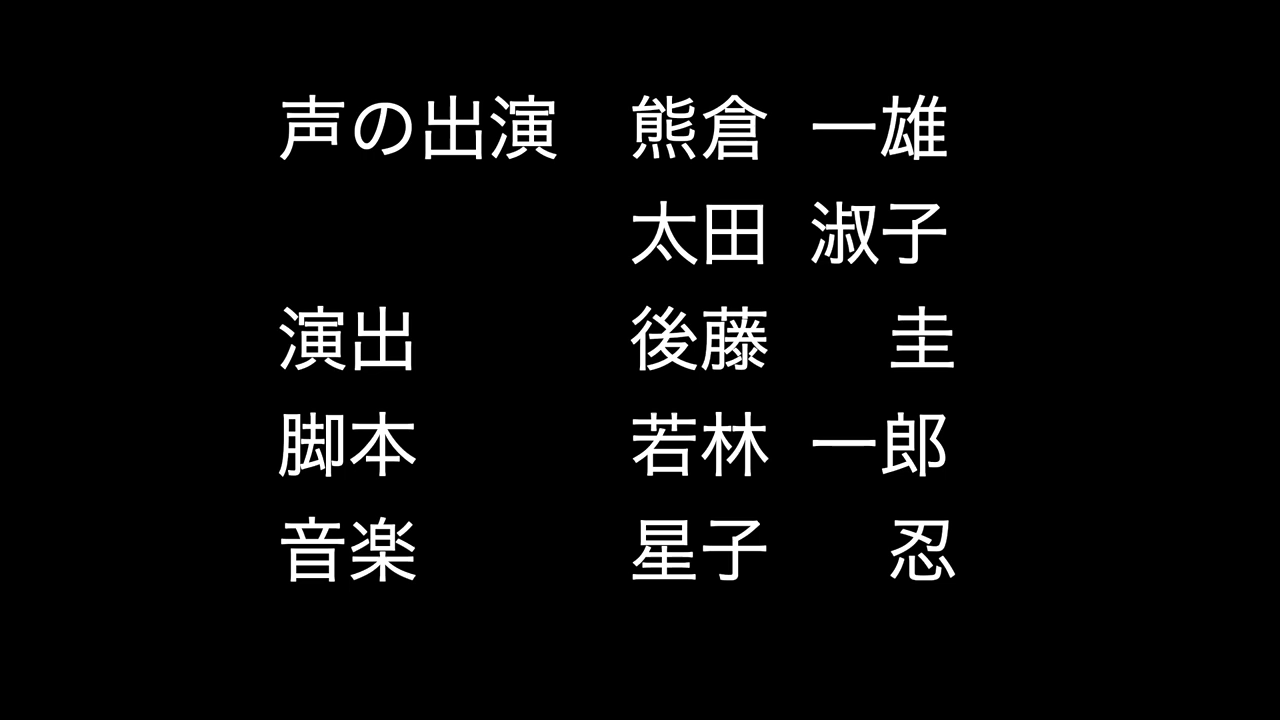 声の出演 熊倉 一雄
太田 淑子
演出 後藤 圭
脚本 若林 一郎
音楽 星子 忍